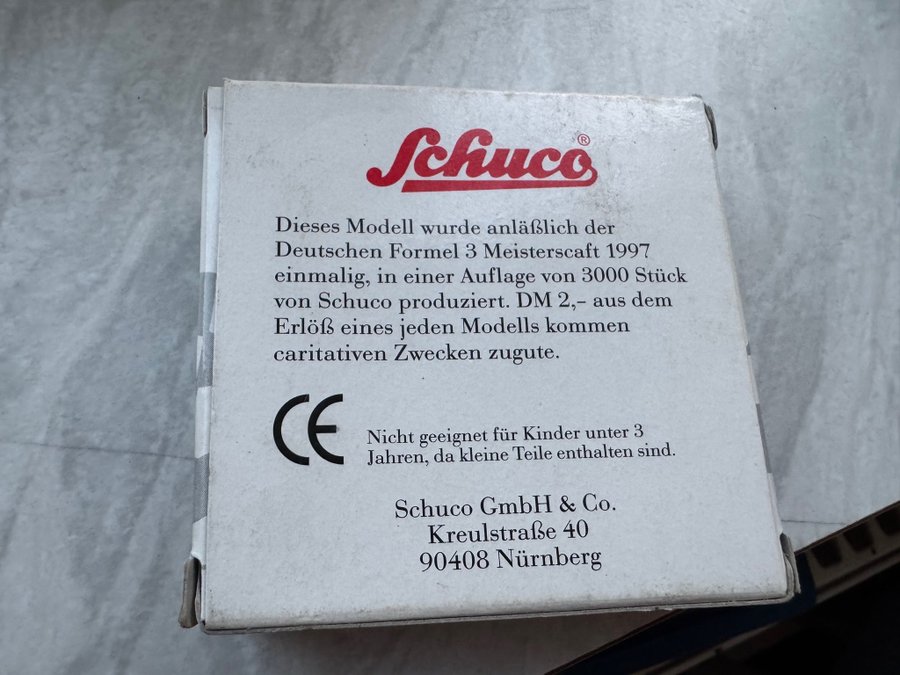 Schuco®
Dieses Modell wurde anläßlich der
Deutschen Formel 3 Meisterscaft 1997
einmalig, in einer Auflage von 3000 Stück
von Schuco produziert. DM 2,- aus dem
Erlöß eines jeden Modells kommen
caritativen Zwecken zugute.
CE
Nicht geeignet für Kinder unter 3
Jahren, da kleine Teile enthalten sind.
Schuco GmbH & Co.
Kreulstraße 40
90408 Nürnberg